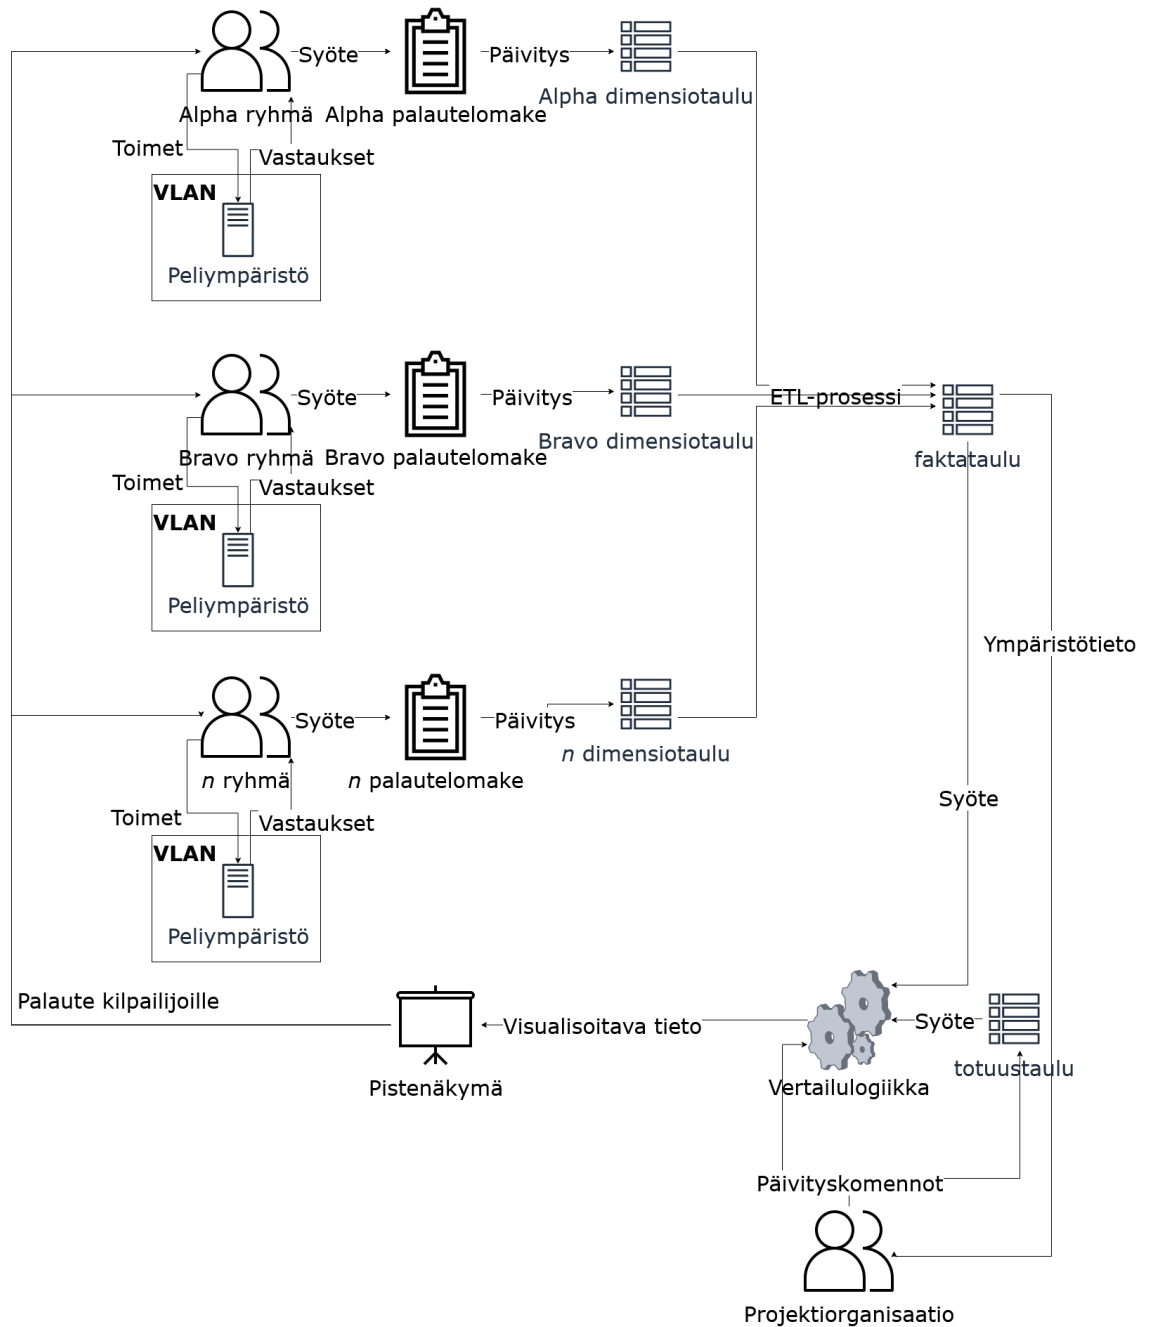 Syöte
Päivitys
Alpha dimensiotaulu
Alpha ryhmä
Alpha palautelomake
Toimet
Vastaukset
VLAN
Peliympäristö
Syöte
Päivitys
ETL-prosessi
Bravo dimensiotaulu
Bravo ryhmä
Bravo palautelomake
faktataulu
Toimet
Vastaukset
VLAN
Peliympäristö
Ympäristötieto
Syöte
Päivitys
n dimensiotaulu
n ryhmä
n palautelomake
Syöte
Toimet
Vastaukset
VLAN
Peliympäristö
Palaute kilpailijoille
Visualisoitava tieto
Syöte
totuustaulu
Pistenäkymä
Vertailulogiikka
Päivityskomennot
Projektiorganisaatio